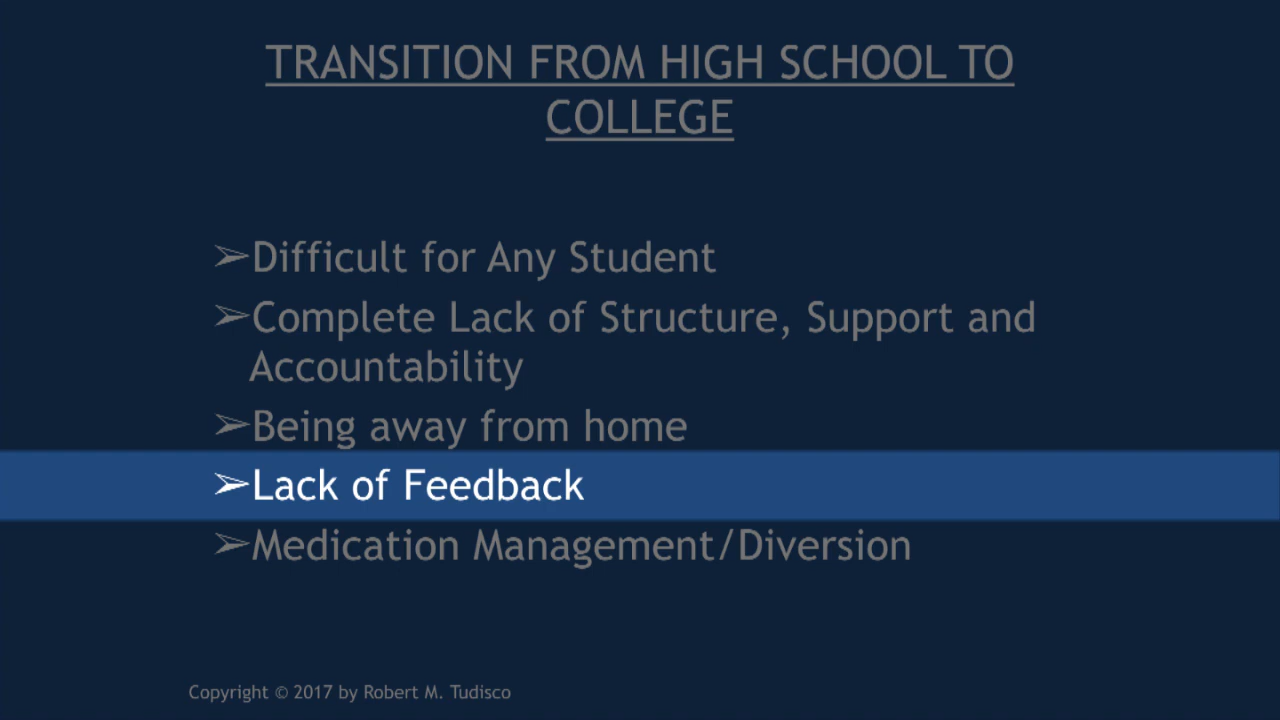 TRANSITION FROM HIGH SCHOOL TO
COLLEGE
➢Difficult for Any Student
➢Complete Lack of Structure, Support and
Accountability
➢Being away from home
➢Lack of Feedback
➢Medication Management/Diversion
Copyright © 2017 by Robert M. Tudisco